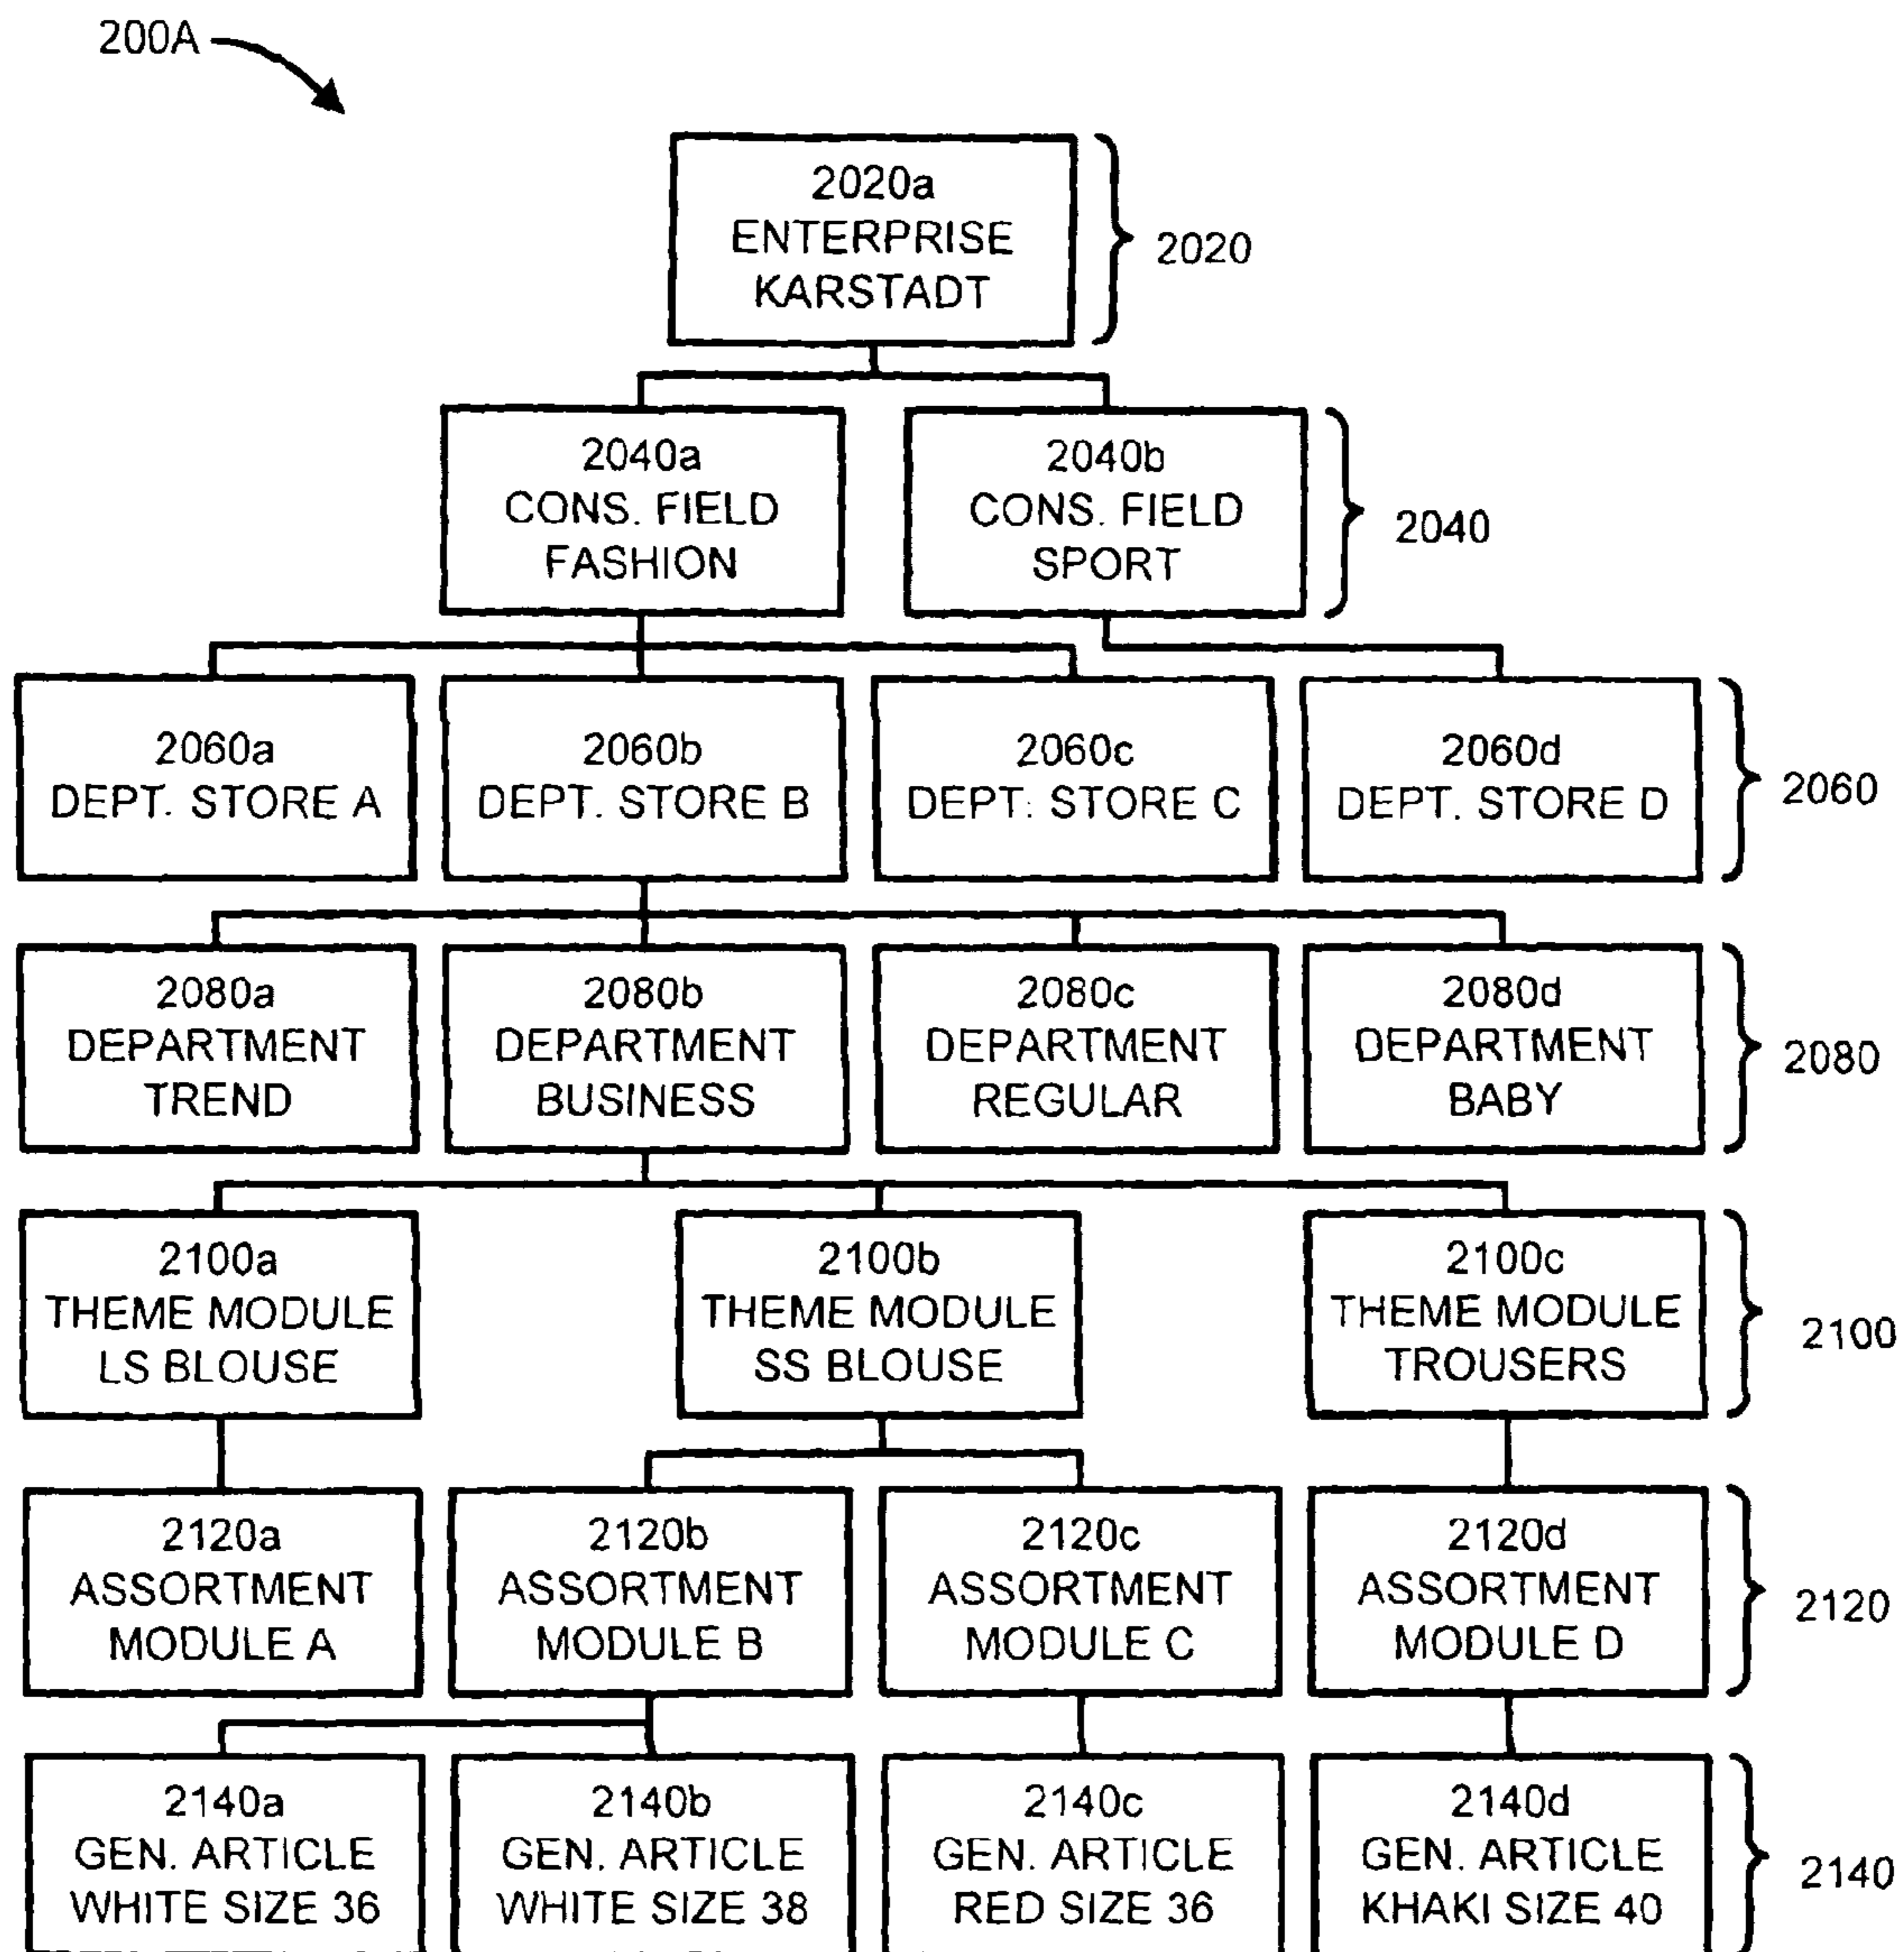 200A
2020a
ENTERPRISE
KARSTADT
2020
2040a
CONS. FIELD
FASHION
2040b
CONS. FIELD
SPORT
2040
2060a
DEPT. STORE A
2060b
DEPT. STORE B
2060c
DEPT. STORE C
2060d
DEPT. STORE D
2060
2080a
DEPARTMENT
TREND
2080b
DEPARTMENT
BUSINESS
2080c
DEPARTMENT
REGULAR
2080d
DEPARTMENT
BABY
2080
2100a
THEME MODULE
LS BLOUSE
2100b
THEME MODULE
SS BLOUSE
2100c
THEME MODULE
TROUSERS
2100
2120a
ASSORTMENT
MODULE A
2120b
ASSORTMENT
MODULE B
2120c
ASSORTMENT
MODULE C
2120d
ASSORTMENT
MODULE D
2120
2140a
GEN. ARTICLE
WHITE SIZE 36
2140b
GEN. ARTICLE
WHITE SIZE 38
2140c
GEN. ARTICLE
RED SIZE 36
2140d
GEN. ARTICLE
KHAKI SIZE 40
2140